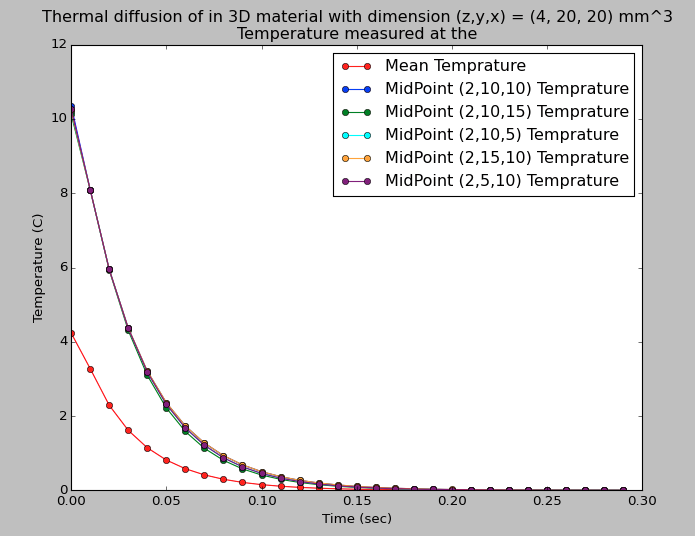 Thermal diffusion of in 3D material with dimension (z,y,x) = (4, 20, 20) mm^3
Temperature measured at the
12
10
8
6
4
2
0
Temperature (C)
Mean Temprature
MidPoint (2,10,10) Temprature
MidPoint (2,10,15) Temprature
MidPoint (2,10,5) Temprature
MidPoint (2,15,10) Temprature
MidPoint (2,5,10) Temprature
0.00 0.05 0.10 0.15 0.20 0.25 0.30
Time (sec)